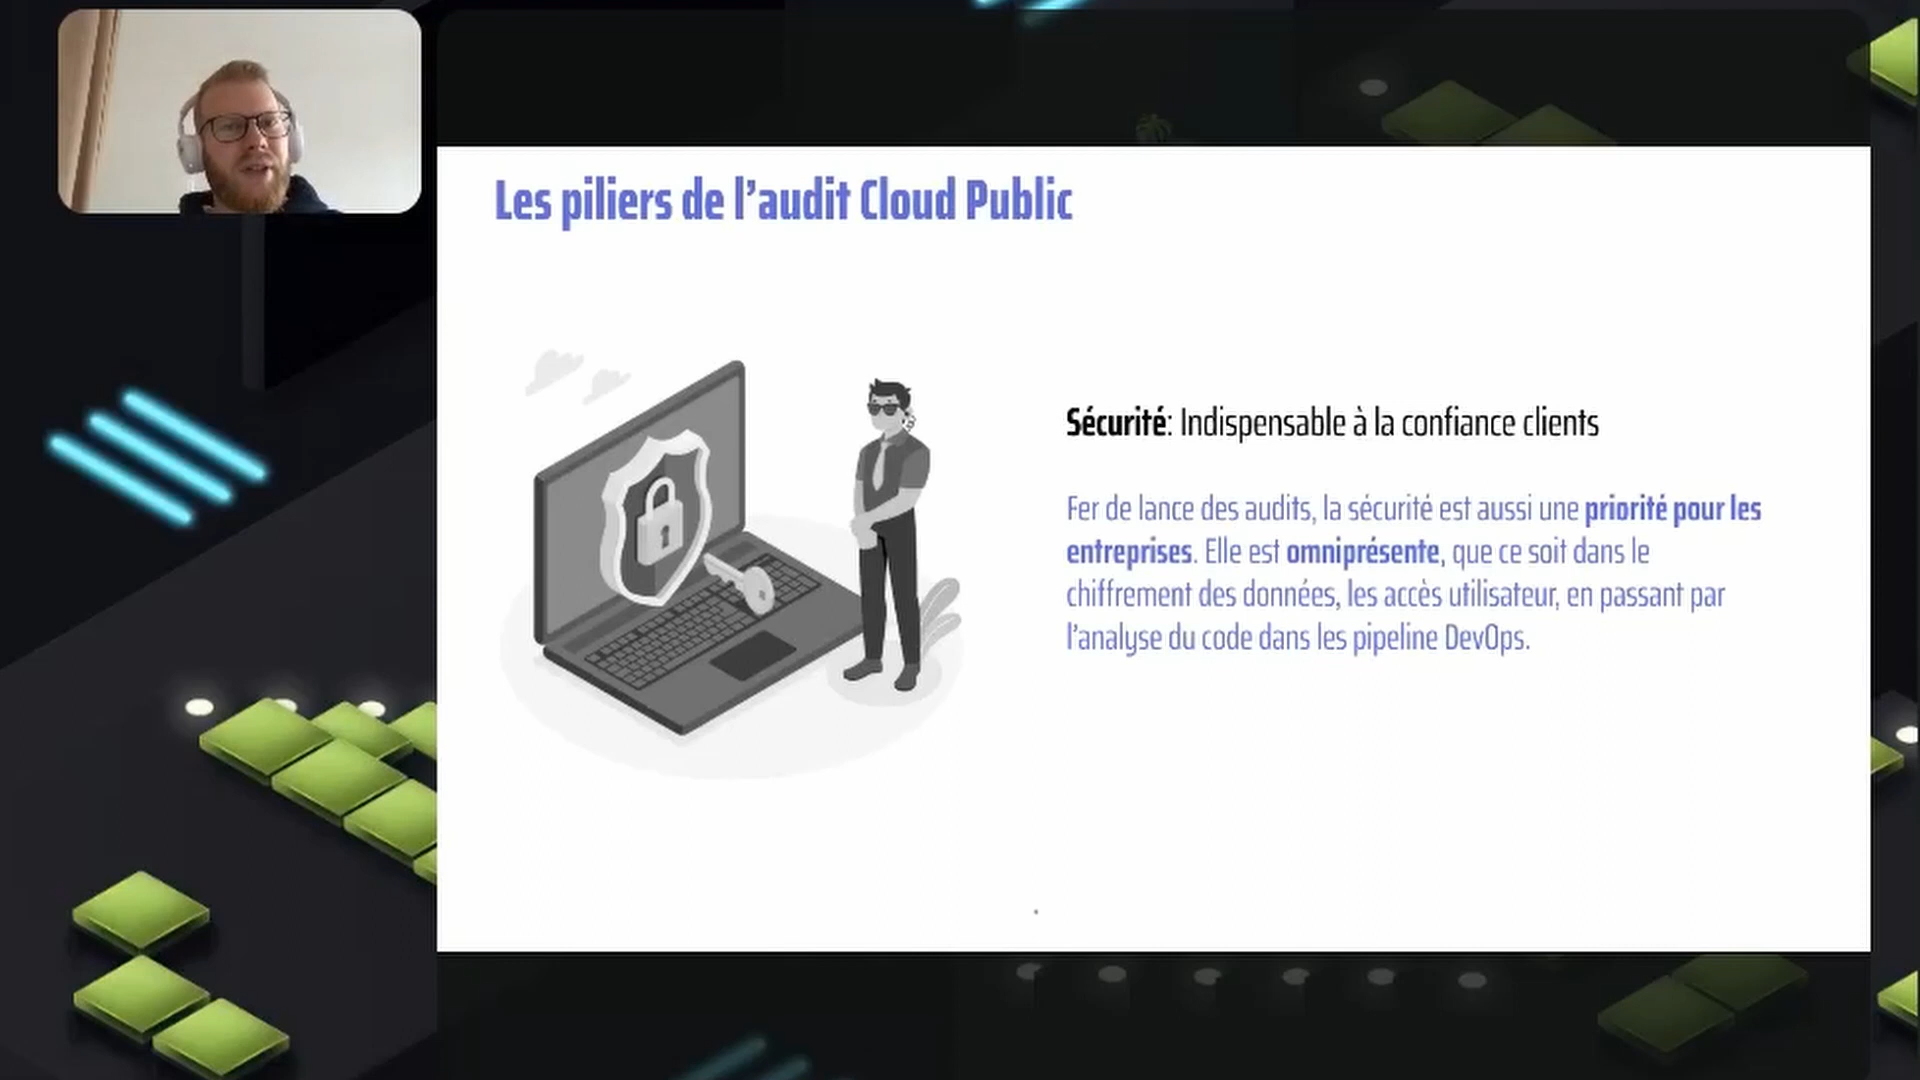 Les piliers de l’audit Cloud Public
Sécurité: Indispensable à la confiance clients
Fer de lance des audits, la sécurité est aussi une priorité pour les
entreprises. Elle est omniprésente, que ce soit dans le
chiffrement des données, les accès utilisateur, en passant par
l’analyse du code dans les pipeline DevOps.